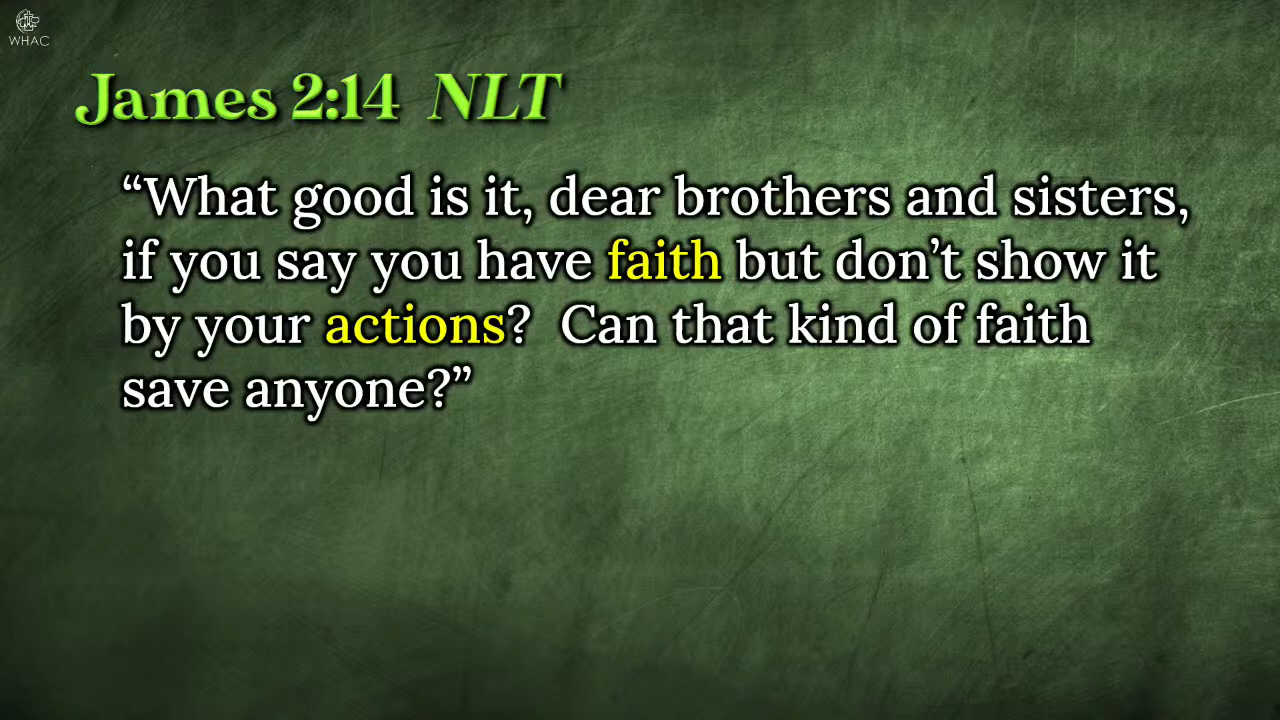 WHAC
James 2:14 NLT
“What good is it, dear brothers and sisters,
if you say you have faith but don’t show it
by your actions?  Can that kind of faith
save anyone?”